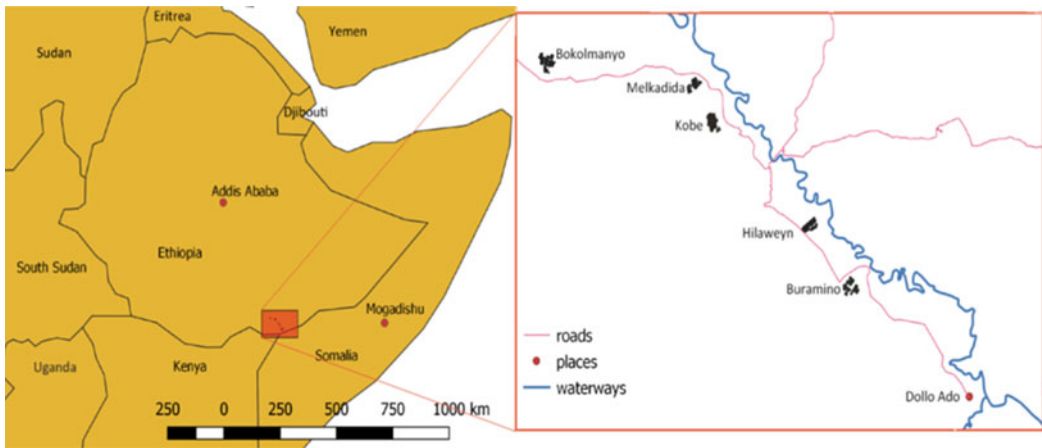 Eritrea
Yemen
Sudan
Djibouti
Addis Ababa
Ethiopia
South Sudan
Mogadishu
Somalia
Uganda
Kenya
250 0 250 500 750 1000 km
Bokolmanyo
Melkadida
Kobe
Hilaweyn
Buramino
roads
places
waterways
Dollo Ado